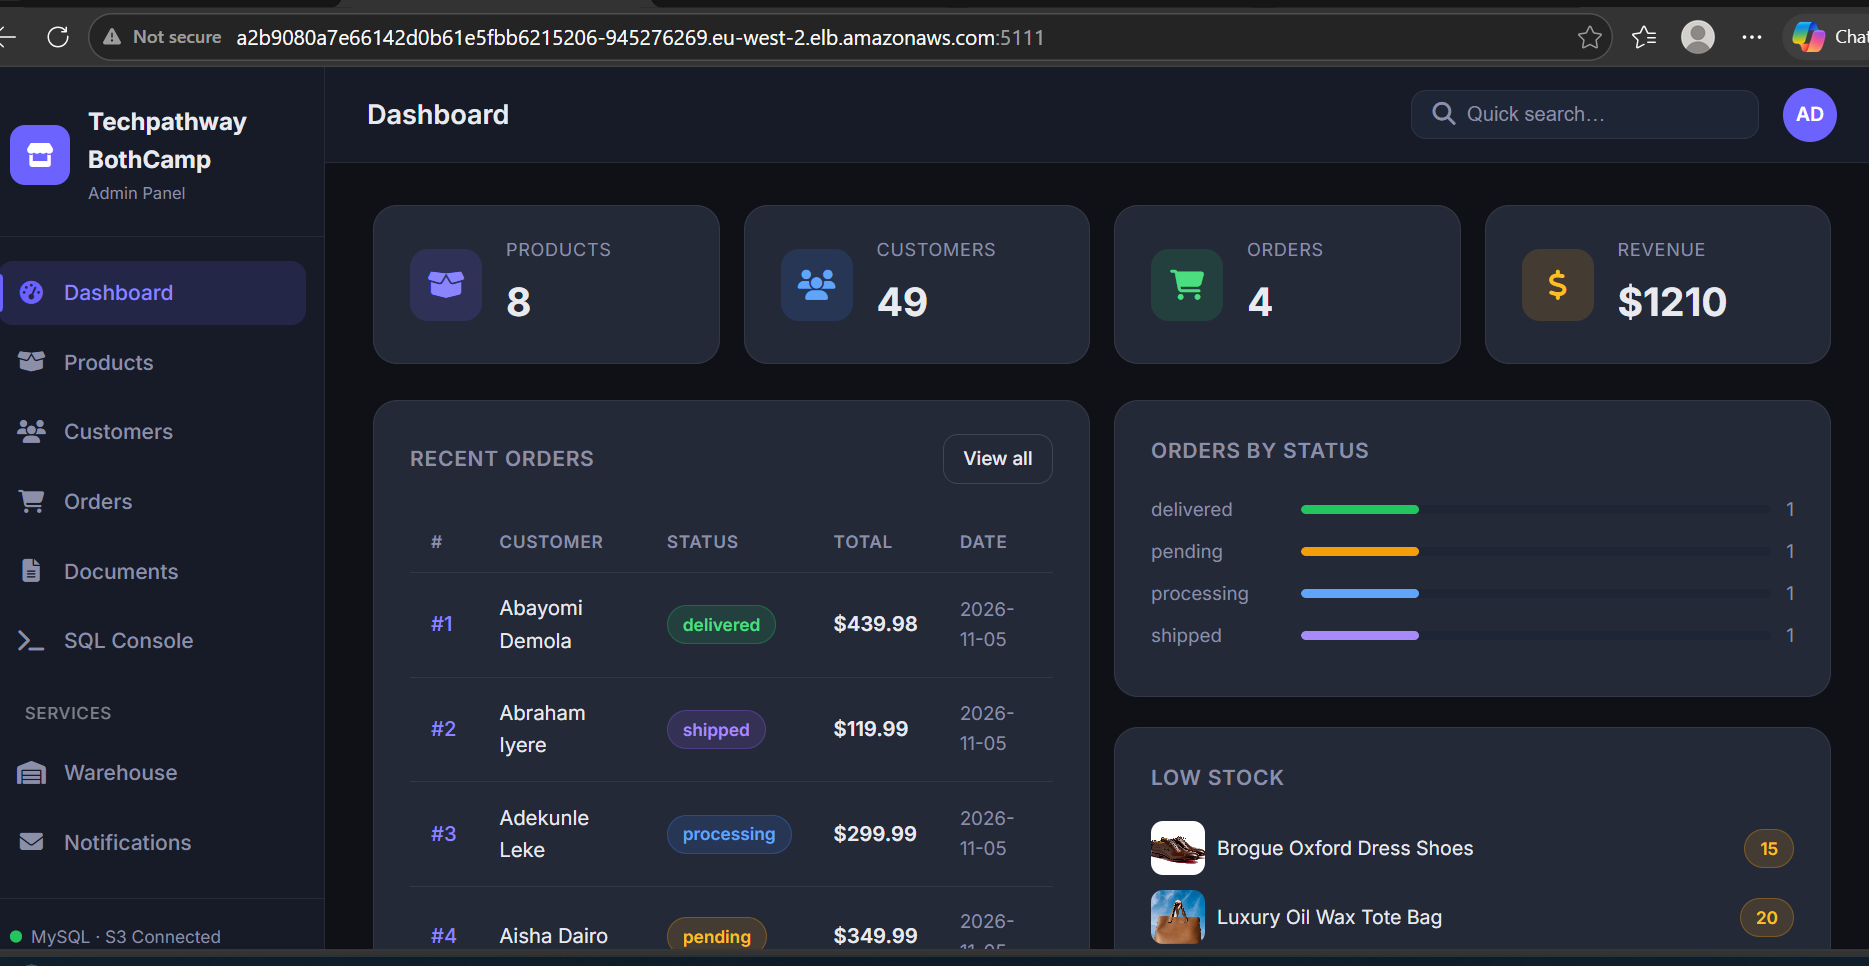 Not secure a2b9080a7e66142d0b61e5fbb6215206-945276269.eu-west-2.elb.amazonaws.com:5111
Techpathway
BothCamp
Admin Panel
Dashboard
Products
Customers
Orders
Documents
SQL Console
SERVICES
Warehouse
Notifications
MySQL · S3 Connected
Dashboard
Quick search...
AD
PRODUCTS
8
CUSTOMERS
49
ORDERS
4
REVENUE
$1210
RECENT ORDERS
View all
# CUSTOMER STATUS TOTAL DATE
#1 Abayomi Demola delivered $439.98 2026-11-05
#2 Abraham Iyere shipped $119.99 2026-11-05
#3 Adekunle Leke processing $299.99 2026-11-05
#4 Aisha Dairo pending $349.99 2026-
ORDERS BY STATUS
delivered 1
pending 1
processing 1
shipped 1
LOW STOCK
Brogue Oxford Dress Shoes 15
Luxury Oil Wax Tote Bag 20